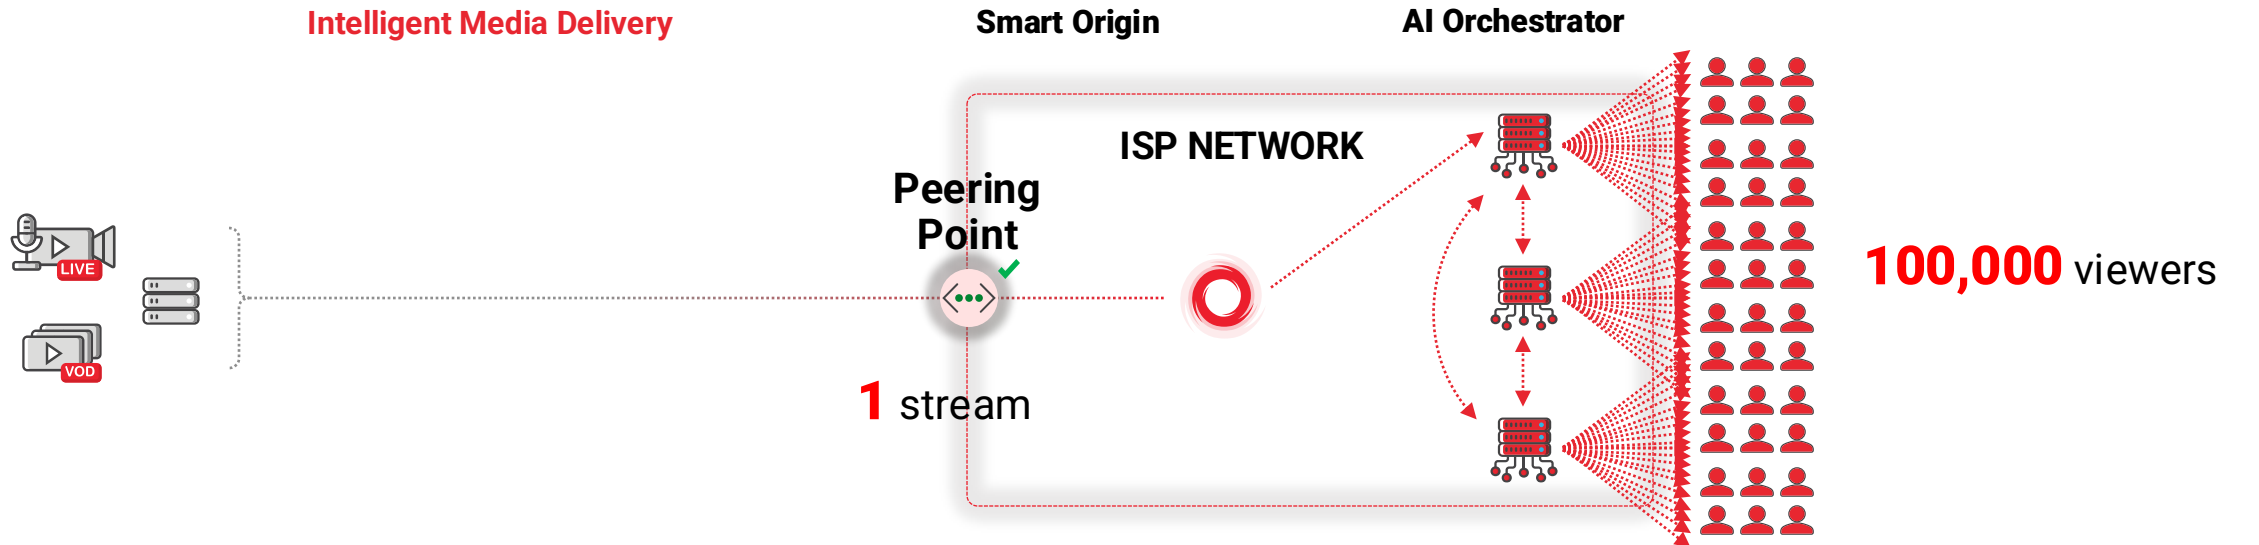 Intelligent Media Delivery
Smart Origin
AI Orchestrator
ISP NETWORK
Peering
Point
LIVE
VOD
1 stream
100,000 viewers